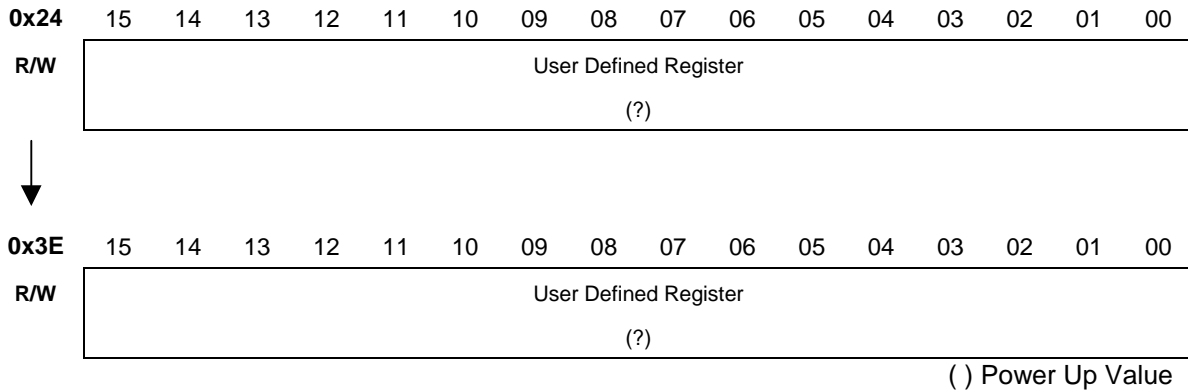 0x24 15 14 13 12 11 10 09 08 07 06 05 04 03 02 01 00
R/W User Defined Register
(?)
0x3E 15 14 13 12 11 10 09 08 07 06 05 04 03 02 01 00
R/W User Defined Register
(?)
( ) Power Up Value